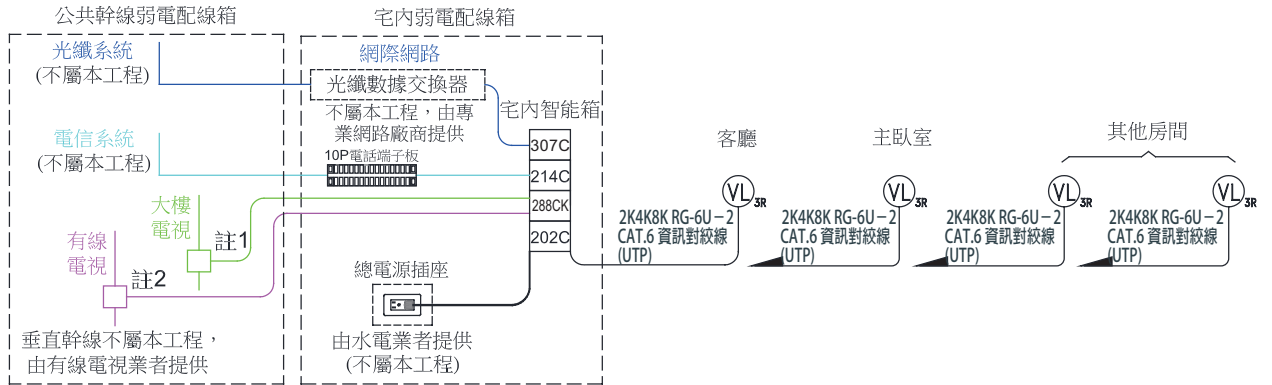 公共幹線弱電配線箱
光纖系統
(不屬本工程)
電信系統
(不屬本工程)
大樓
電視
註1
有線
電視
註2
垂直幹線不屬本工程，
由有線電視業者提供
宅內弱電配線箱
網際網路
光纖數據交換器
不屬本工程，由專
業網路廠商提供
10P電話端子板
宅內智能箱
307C
214C
288CK
202C
總電源插座
由水電業者提供
(不屬本工程)
客廳
VL
3R
2K4K8K RG-6U－2
CAT.6 資訊對絞線
(UTP)
主臥室
VL
3R
2K4K8K RG-6U－2
CAT.6 資訊對絞線
(UTP)
其他房間
VL
3R
2K4K8K RG-6U－2
CAT.6 資訊對絞線
(UTP)
VL
3R
2K4K8K RG-6U－2
CAT.6 資訊對絞線
(UTP)